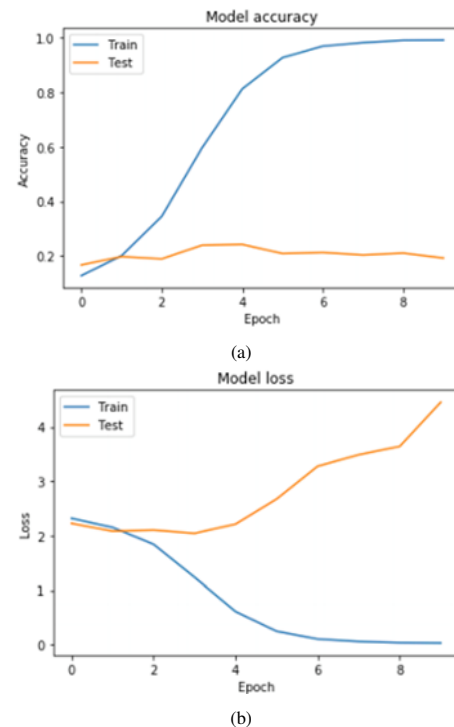 Model accuracy
1.0
Train
Test
0.8
Accuracy
0.6
0.4
0.2
0 2 4 6 8
Epoch
(a)
Model loss
Train
Test
4
3
Loss
2
1
0
0 2 4 6 8
Epoch
(b)